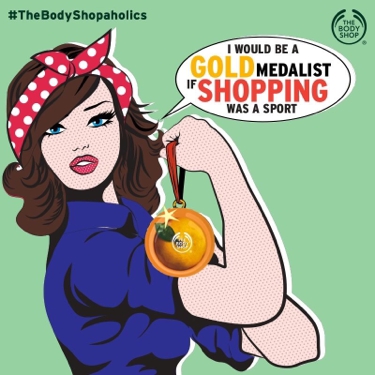 #TheBodyShopaholics
THE
BODY
SHOP®
I WOULD BE A
GOLD MEDALIST
IF SHOPPING
WAS A SPORT